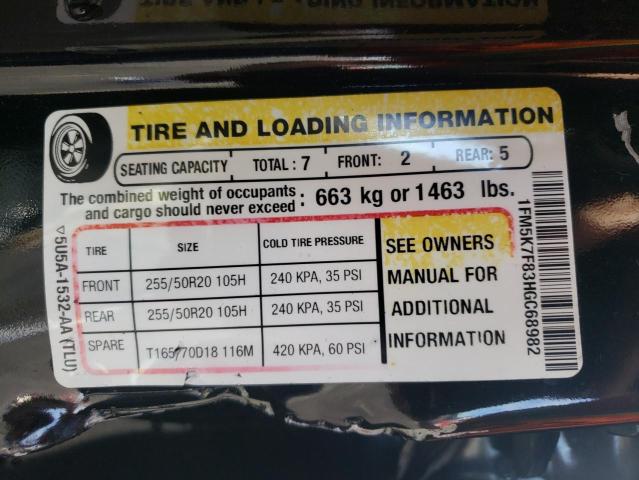 TIRE AND LOADING INFORMATION
SEATING CAPACITY TOTAL : 7 FRONT: 2 REAR: 5
The combined weight of occupants and cargo should never exceed : 663 kg or 1463 lbs.
TIRE SIZE COLD TIRE PRESSURE
FRONT 255/50R20 105H 240 KPA, 35 PSI
REAR 255/50R20 105H 240 KPA, 35 PSI
SPARE T165/70D18 116M 420 KPA, 60 PSI
SEE OWNERS
MANUAL FOR
ADDITIONAL
INFORMATION
5U5A-1532-AA (TLU)
1FM5K7F83HGC68982